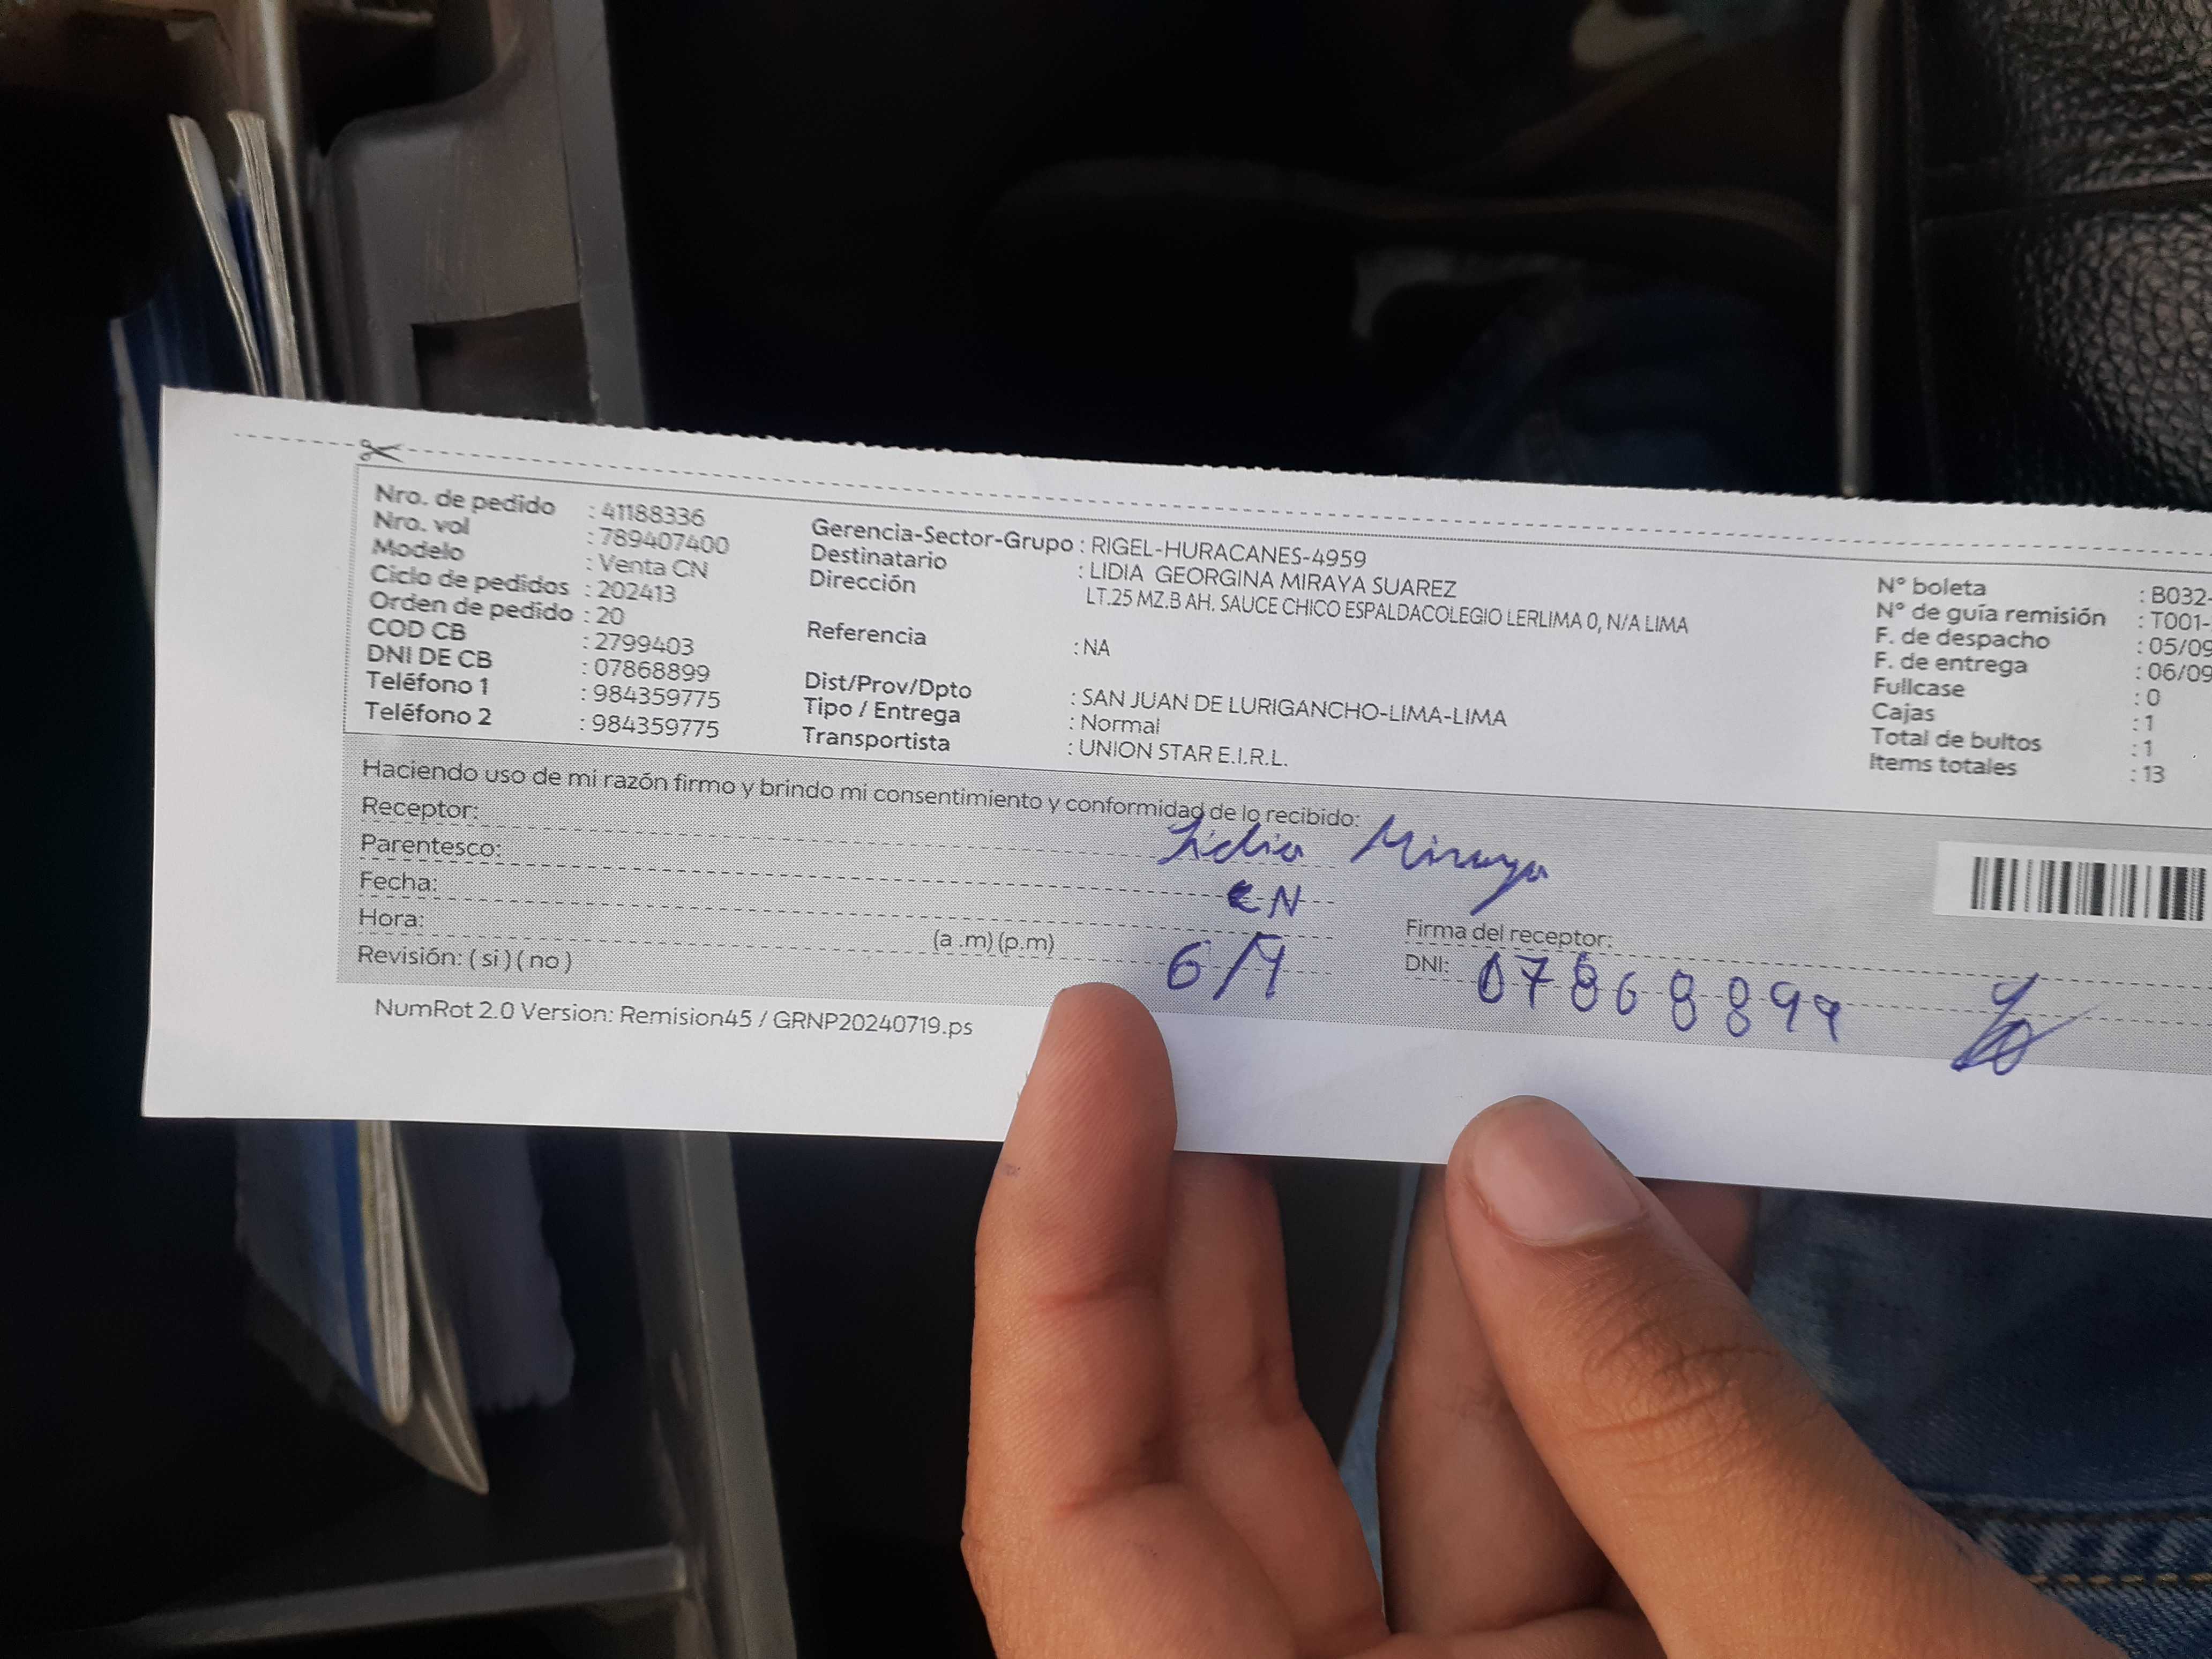 Nro. de pedido : 41188336
Nro. vol : 789407400
Modelo : Venta CN
Ciclo de pedidos : 202413
Orden de pedido : 20
COD CB : 2799403
DNI DE CB : 07868899
Teléfono 1 : 984359775
Teléfono 2 : 984359775
Gerencia-Sector-Grupo : RIGEL-HURACANES-4959
Destinatario : LIDIA GEORGINA MIRAYA SUAREZ
Dirección LT.25 MZ.B AH. SAUCE CHICO ESPALDACOLEGIO LERLIMA 0, N/A LIMA
Referencia : NA
Dist/Prov/Dpto : SAN JUAN DE LURIGANCHO-LIMA-LIMA
Tipo / Entrega : Normal
Transportista : UNION STAR E.I.R.L.
N° boleta : B032-
N° de guía remisión : T001-
F. de despacho : 05/09
F. de entrega : 06/09
Fullcase : 0
Cajas : 1
Total de bultos : 1
Items totales : 13
Haciendo uso de mi razón firmo y brindo mi consentimiento y conformidad de lo recibido:
Receptor: Lidia Miraya
Parentesco: CN
Fecha: 6/9
Hora: (a .m) (p.m)
Revisión: ( si ) ( no )
Firma del receptor:
DNI: 07868899
NumRot 2.0 Version: Remision45 / GRNP20240719.ps